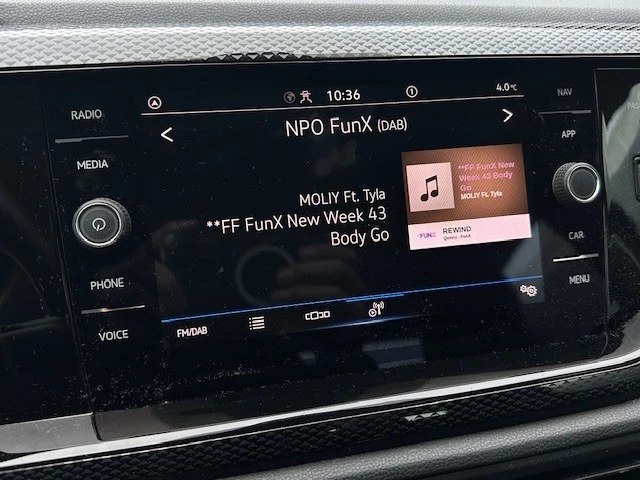 RADIO
MEDIA
PHONE
VOICE
10:36
1
4.0°C
NPO FunX (DAB)
MOLIY Ft. Tyla
**FF FunX New Week 43
Body Go
**FF FunX New
Week 43 Body
Go
MOLIY Ft. Tyla
FUNX
REWIND
FM/DAB
NAV
APP
CAR
MENU